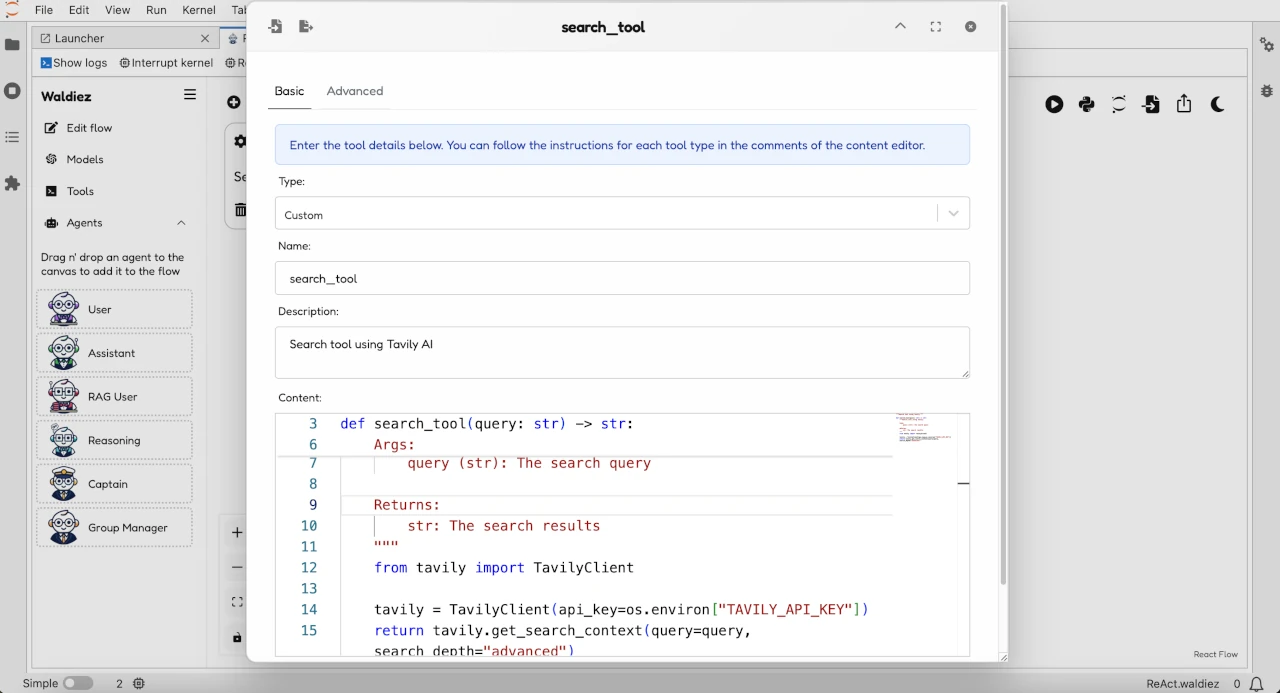 File Edit View Run Kernel Tab
search_tool
Launcher
Show logs Interrupt kernel
Waldiez
Edit flow
Models
Tools
Agents
Drag n' drop an agent to the
canvas to add it to the flow
User
Assistant
RAG User
Reasoning
Captain
Group Manager
Se
Basic Advanced
Enter the tool details below. You can follow the instructions for each tool type in the comments of the content editor.
Type:
Custom
Name:
search_tool
Description:
Search tool using Tavily AI
Content:
3 def search_tool(query: str) -> str:
6 Args:
7 query (str): The search query
8
9 Returns:
10 str: The search results
11 """
12 from tavily import TavilyClient
13
14 tavily = TavilyClient(api_key=os.environ["TAVILY_API_KEY"])
15 return tavily.get_search_context(query=query,
search_depth="advanced")
React Flow
Simple 2
ReAct.waldiez 0